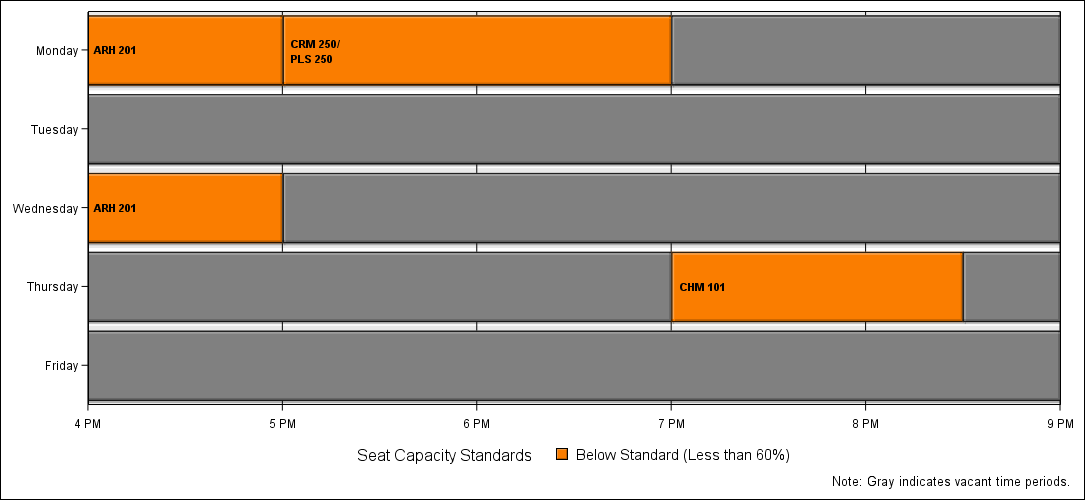 Monday
ARH 201
CRM 250/
PLS 250
Tuesday
Wednesday
ARH 201
Thursday
CHM 101
Friday
4 PM 5 PM 6 PM 7 PM 8 PM 9 PM
Seat Capacity Standards Below Standard (Less than 60%)
Note: Gray indicates vacant time periods.